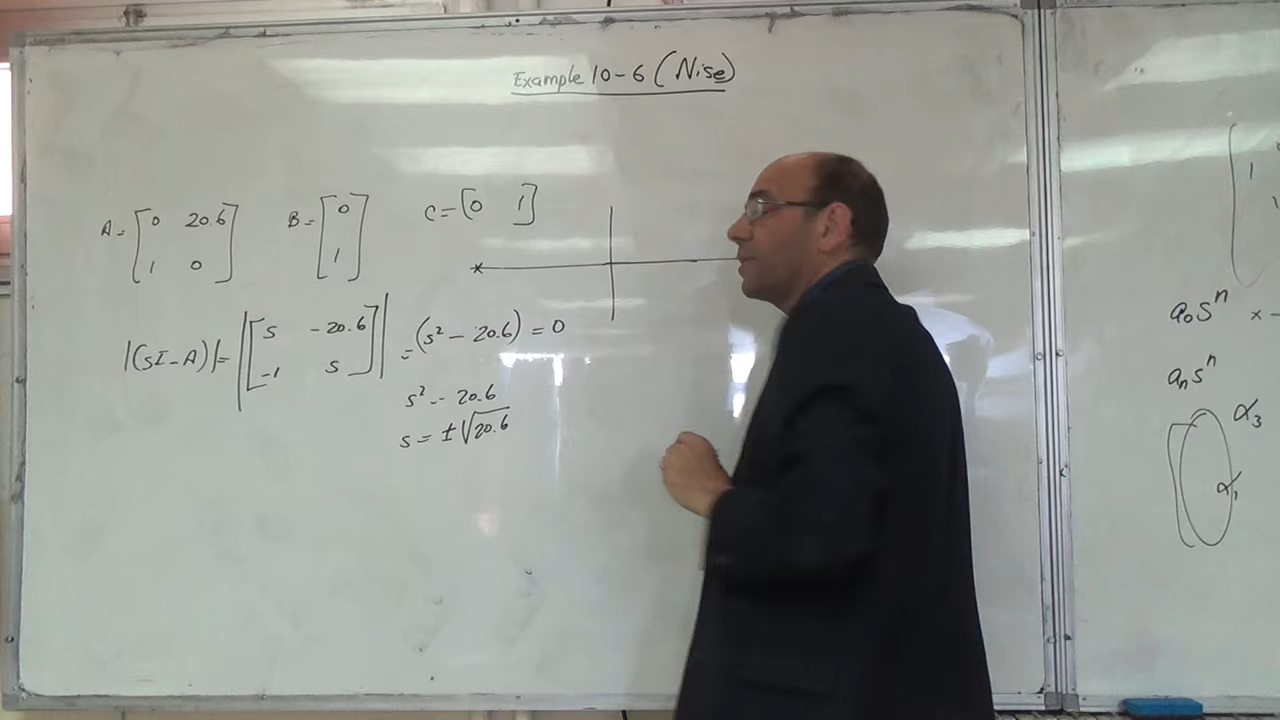 Example 10-6 (Nise)
A = [0 20.6
1 0] B = [0
1] C = [0 1]
|(sI-A)| = |[s -20.6
-1 s]| = (s² - 20.6) = 0
s² - 20.6
s = ±√20.6
1
a₀sⁿ × -
aₙsⁿ
α₃
α₁